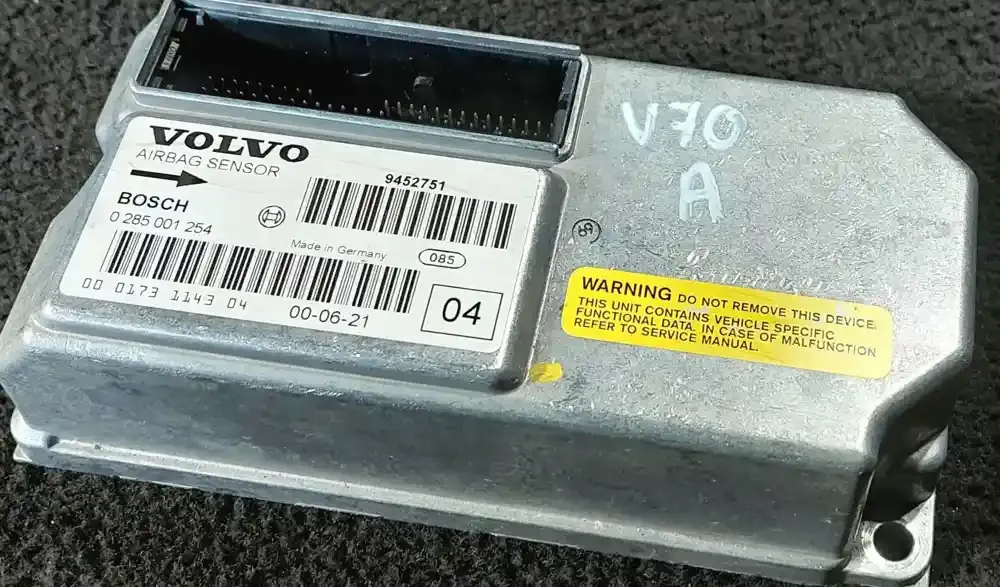 VOLVO
AIRBAG SENSOR
9452751
BOSCH
0 285 001 254
Made in Germany
085
00 0173 1143 04
00-06-21
04
V70
A
WARNING DO NOT REMOVE THIS DEVICE.
THIS UNIT CONTAINS VEHICLE SPECIFIC
FUNCTIONAL DATA. IN CASE OF MALFUNCTION
REFER TO SERVICE MANUAL.